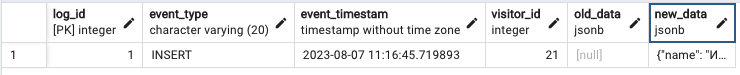 log_id event_type event_timestam visitor_id old_data new_data
[PK] integer character varying (20) timestamp without time zone integer jsonb jsonb
1 1 INSERT 2023-08-07 11:16:45.719893 21 [null] {"name": "И...